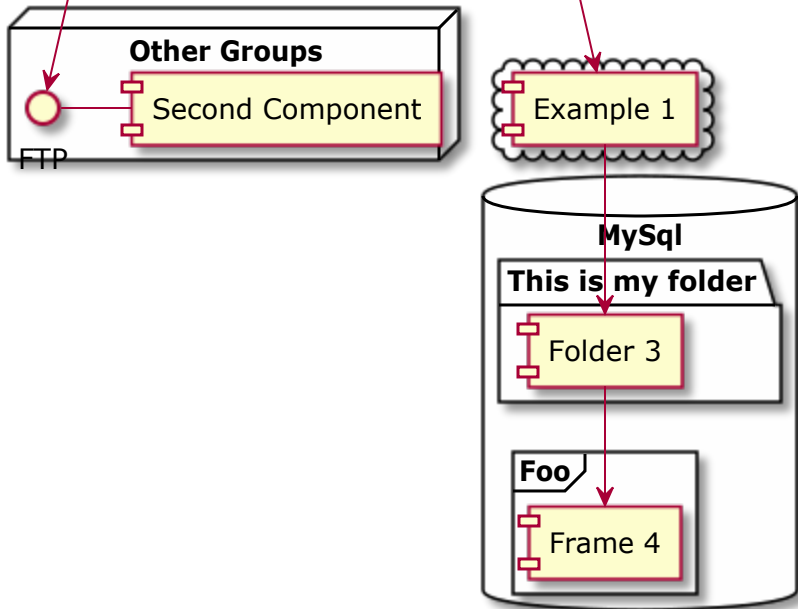 Other Groups
Second Component
FTP
Example 1
MySql
This is my folder
Folder 3
Foo
Frame 4